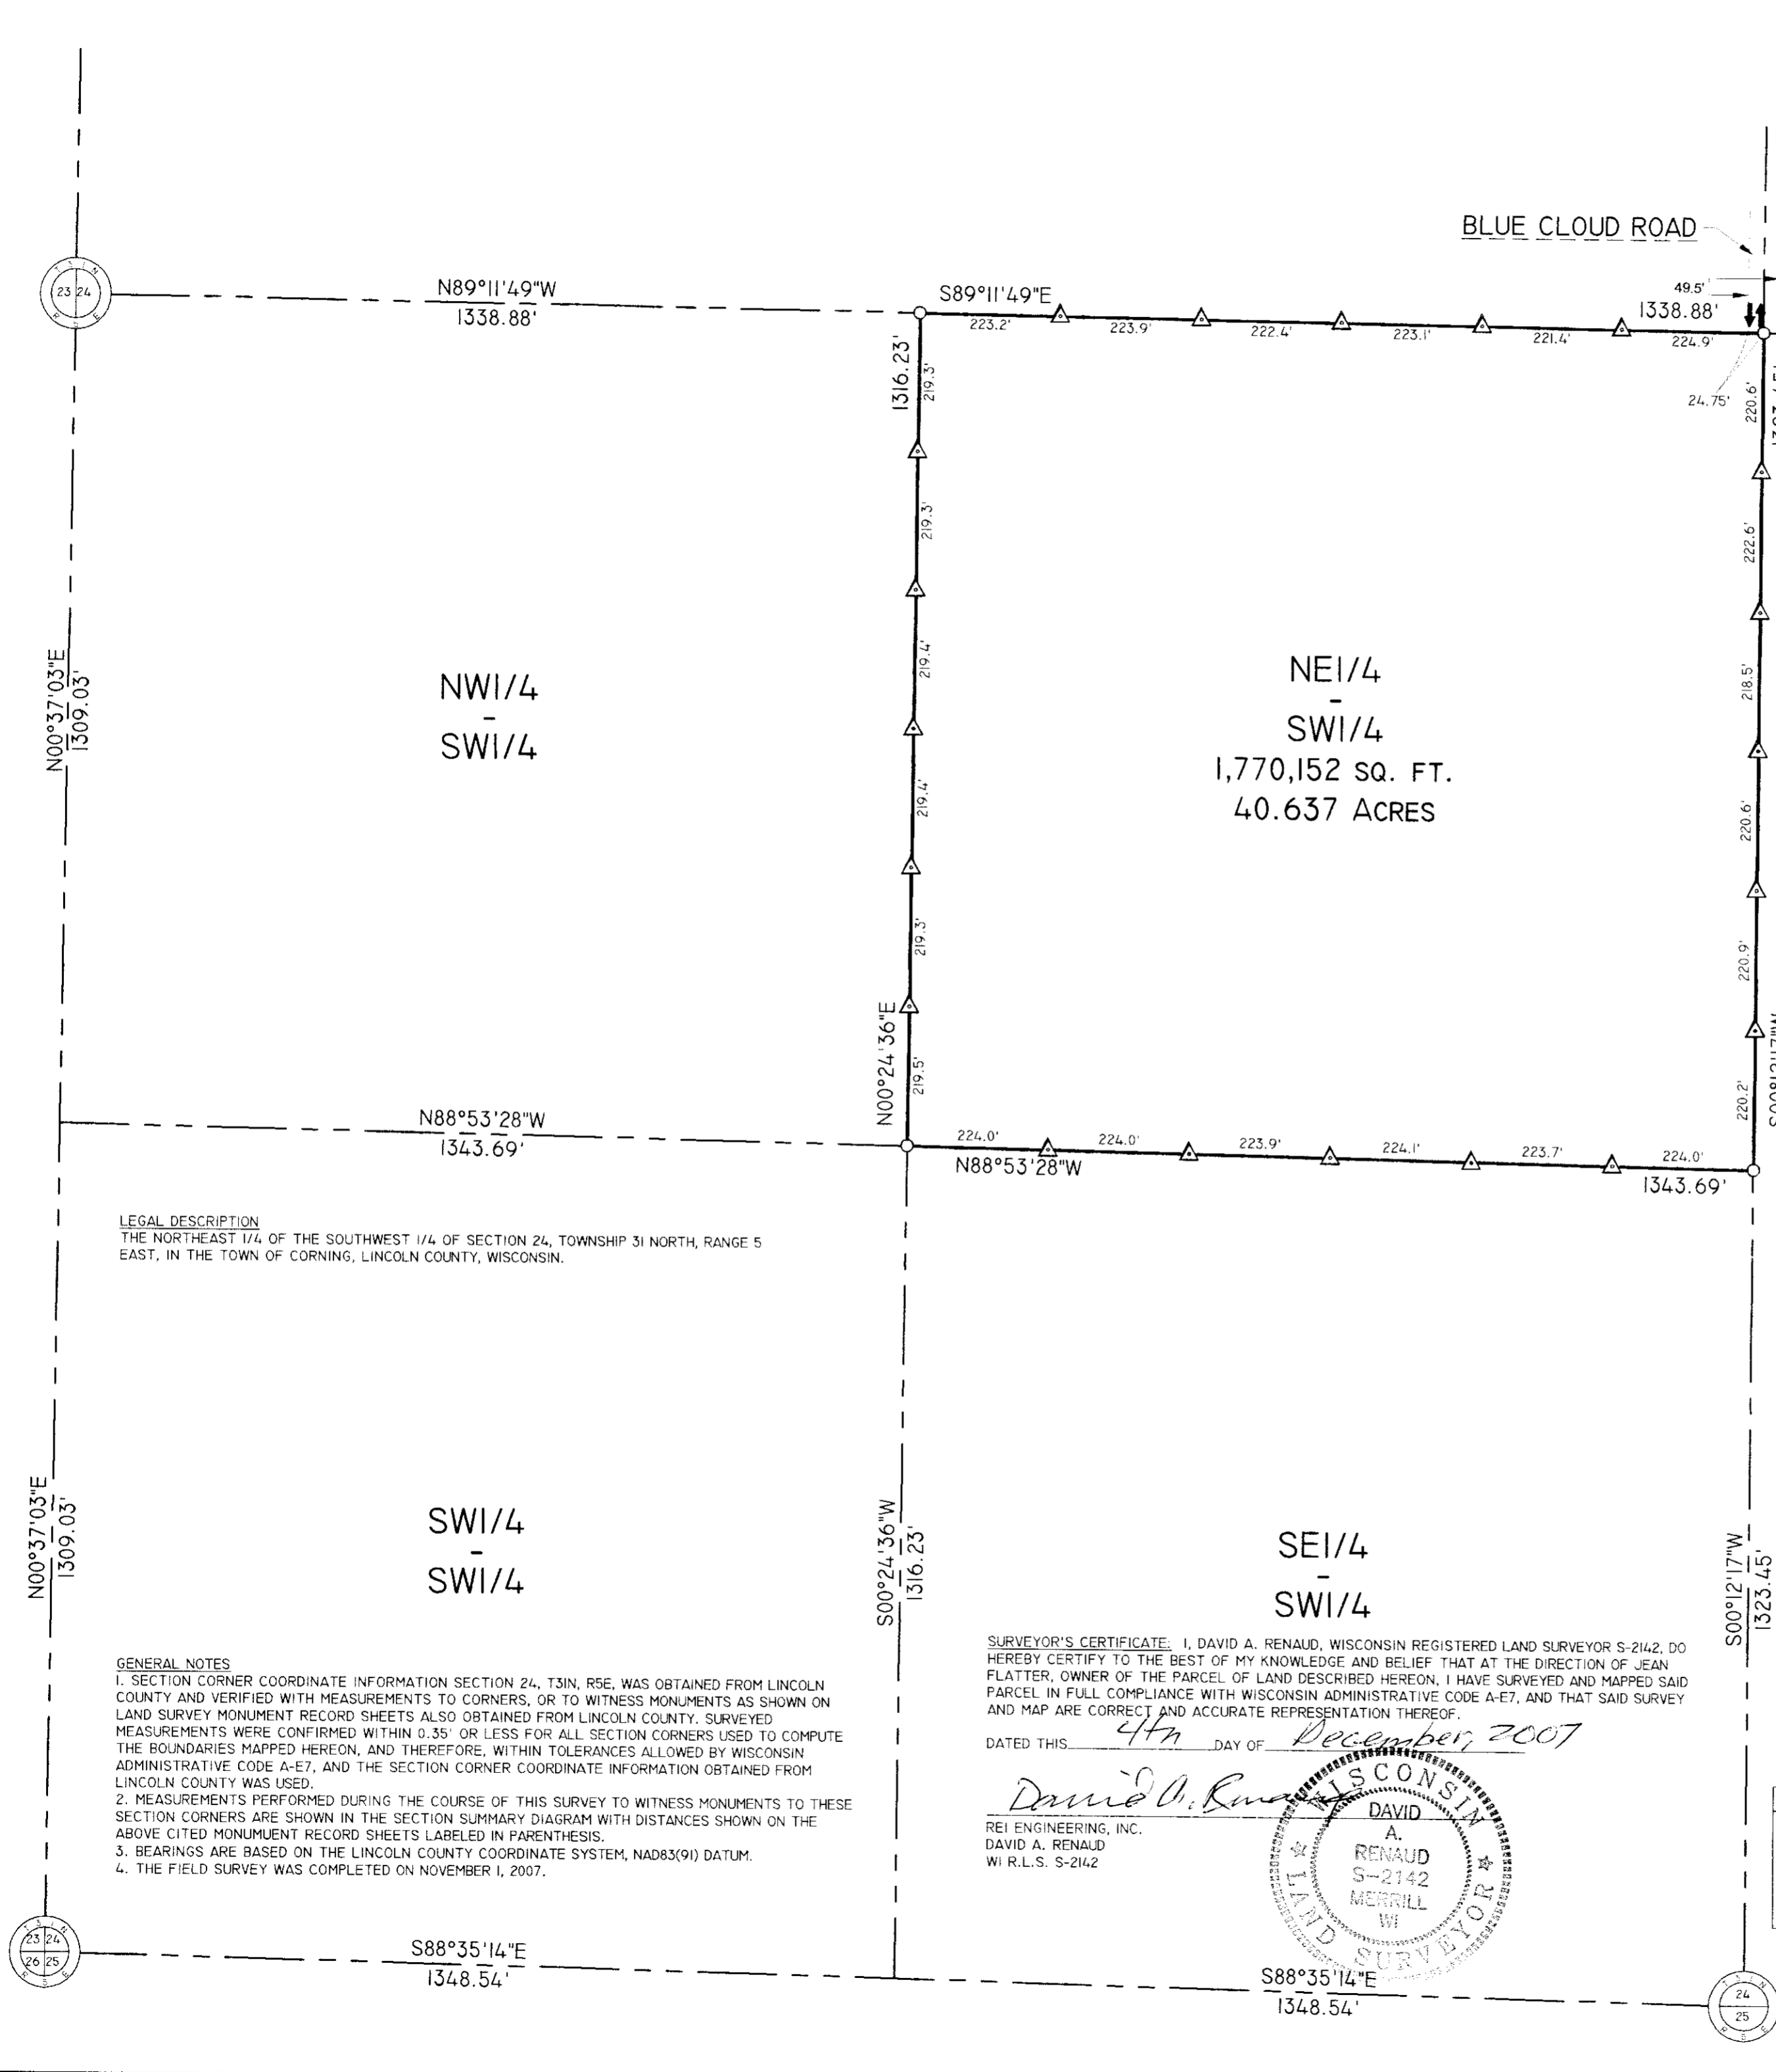 BLUE CLOUD ROAD
49.5'
T31N
23 24
R5E
N89°11'49"W
1338.88'
S89°11'49"E
1338.88'
223.2'
223.9'
222.4'
223.1'
221.4'
224.9'
24.75'
1316.23'
219.3'
219.3'
219.4'
219.4'
219.3'
219.5'
N00°24'36"E
220.6'
222.6'
218.5'
220.6'
220.9'
220.2'
N00°37'03"E
1309.03'
NW1/4
-
SW1/4
NE1/4
-
SW1/4
1,770,152 SQ. FT.
40.637 ACRES
N88°53'28"W
1343.69'
224.0'
224.0'
223.9'
224.1'
223.7'
224.0'
N88°53'28"W
1343.69'
LEGAL DESCRIPTION
THE NORTHEAST 1/4 OF THE SOUTHWEST 1/4 OF SECTION 24, TOWNSHIP 31 NORTH, RANGE 5
EAST, IN THE TOWN OF CORNING, LINCOLN COUNTY, WISCONSIN.
N00°37'03"E
1309.03'
SW1/4
-
SW1/4
S00°24'36"W
1316.23'
SE1/4
-
SW1/4
S00°12'17"W
1323.45'
GENERAL NOTES
1. SECTION CORNER COORDINATE INFORMATION SECTION 24, T31N, R5E, WAS OBTAINED FROM LINCOLN
COUNTY AND VERIFIED WITH MEASUREMENTS TO CORNERS, OR TO WITNESS MONUMENTS AS SHOWN ON
LAND SURVEY MONUMENT RECORD SHEETS ALSO OBTAINED FROM LINCOLN COUNTY. SURVEYED
MEASUREMENTS WERE CONFIRMED WITHIN 0.35' OR LESS FOR ALL SECTION CORNERS USED TO COMPUTE
THE BOUNDARIES MAPPED HEREON, AND THEREFORE, WITHIN TOLERANCES ALLOWED BY WISCONSIN
ADMINISTRATIVE CODE A-E7, AND THE SECTION CORNER COORDINATE INFORMATION OBTAINED FROM
LINCOLN COUNTY WAS USED.
2. MEASUREMENTS PERFORMED DURING THE COURSE OF THIS SURVEY TO WITNESS MONUMENTS TO THESE
SECTION CORNERS ARE SHOWN IN THE SECTION SUMMARY DIAGRAM WITH DISTANCES SHOWN ON THE
ABOVE CITED MONUMUENT RECORD SHEETS LABELED IN PARENTHESIS.
3. BEARINGS ARE BASED ON THE LINCOLN COUNTY COORDINATE SYSTEM, NAD83(91) DATUM.
4. THE FIELD SURVEY WAS COMPLETED ON NOVEMBER 1, 2007.
SURVEYOR'S CERTIFICATE: I, DAVID A. RENAUD, WISCONSIN REGISTERED LAND SURVEYOR S-2142, DO
HEREBY CERTIFY TO THE BEST OF MY KNOWLEDGE AND BELIEF THAT AT THE DIRECTION OF JEAN
FLATTER, OWNER OF THE PARCEL OF LAND DESCRIBED HEREON, I HAVE SURVEYED AND MAPPED SAID
PARCEL IN FULL COMPLIANCE WITH WISCONSIN ADMINISTRATIVE CODE A-E7, AND THAT SAID SURVEY
AND MAP ARE CORRECT AND ACCURATE REPRESENTATION THEREOF.
DATED THIS 4th DAY OF December, 2007
David A. Renaud
REI ENGINEERING, INC.
DAVID A. RENAUD
WI R.L.S. S-2142
WISCONSIN
DAVID
A.
RENAUD
S-2142
MERRILL
WI
LAND SURVEYOR
T31N
23 24
26 25
R5E
S88°35'14"E
1348.54'
S88°35'14"E
1348.54'
T31N
24
25
R5E